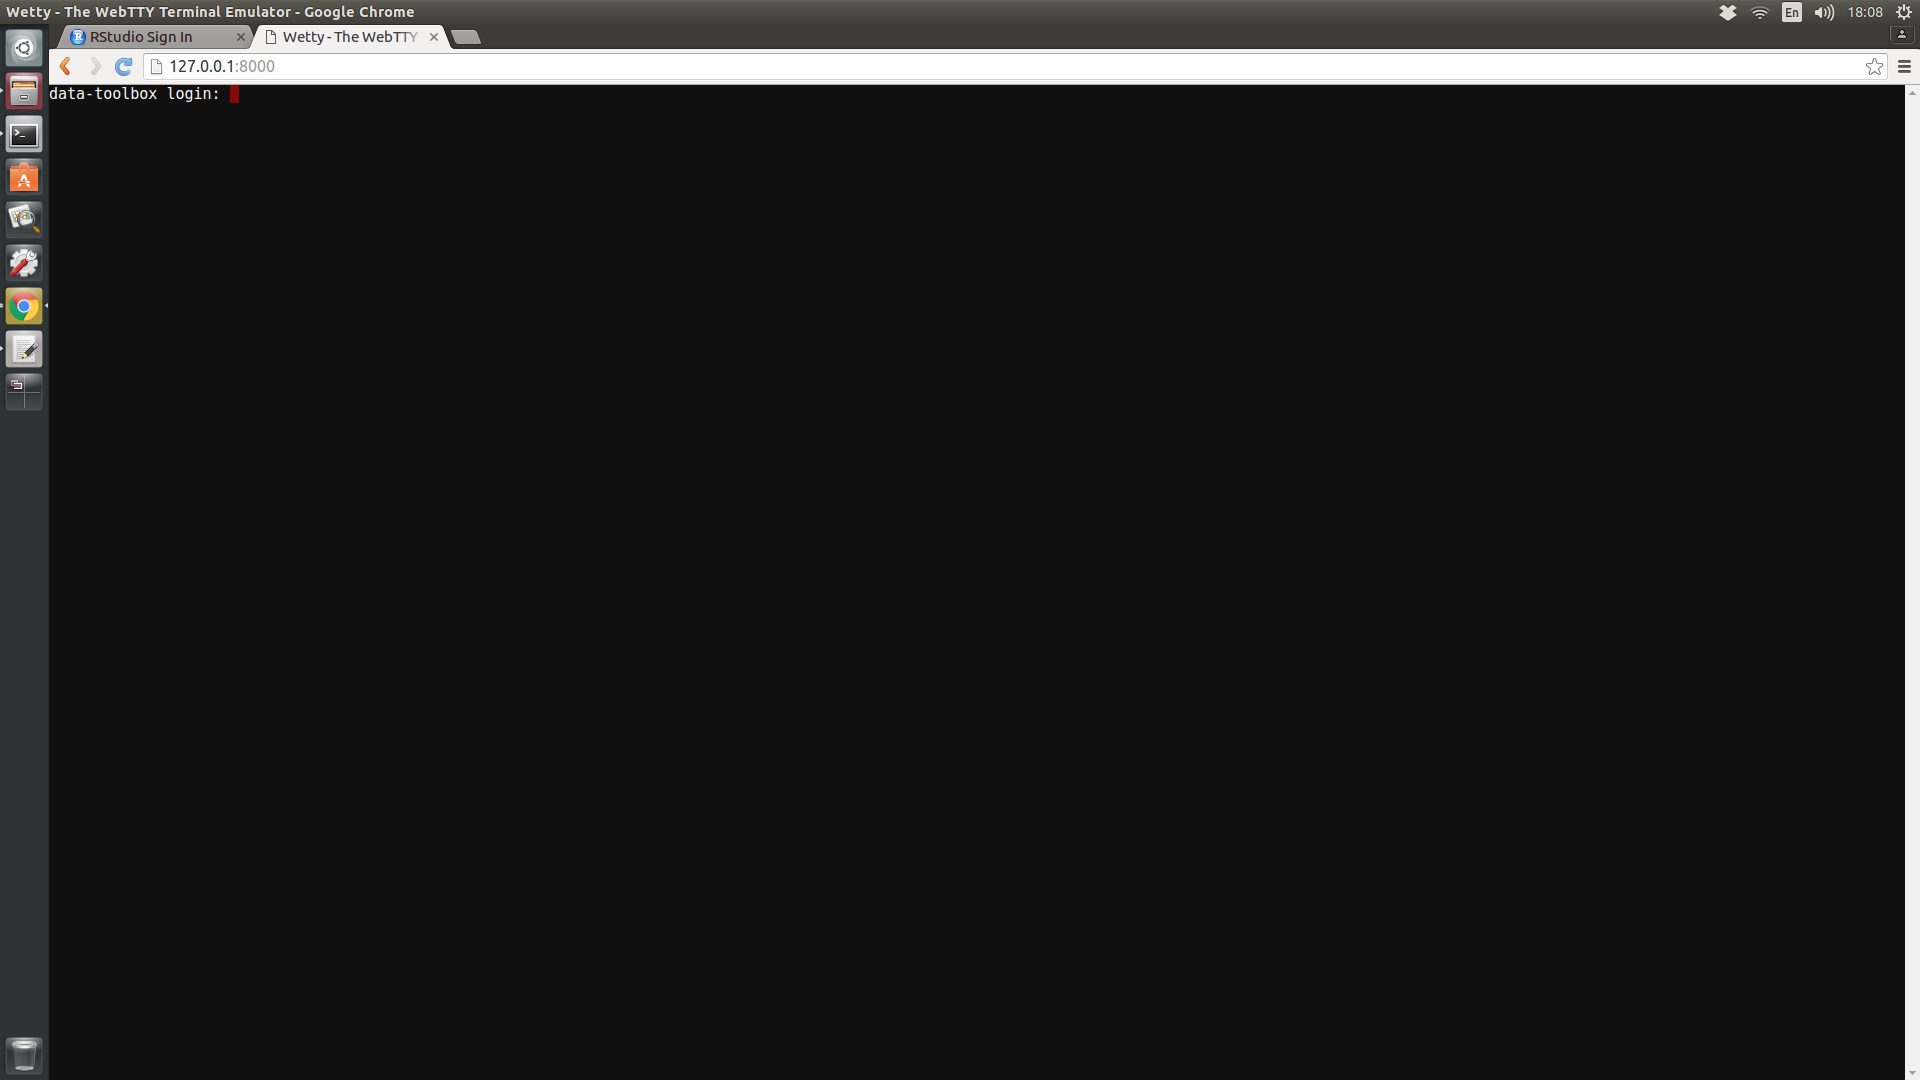 Wetty - The WebTTY Terminal Emulator - Google Chrome
En
18:08
RStudio Sign In
Wetty - The WebTTY
127.0.0.1:8000
data-toolbox login: